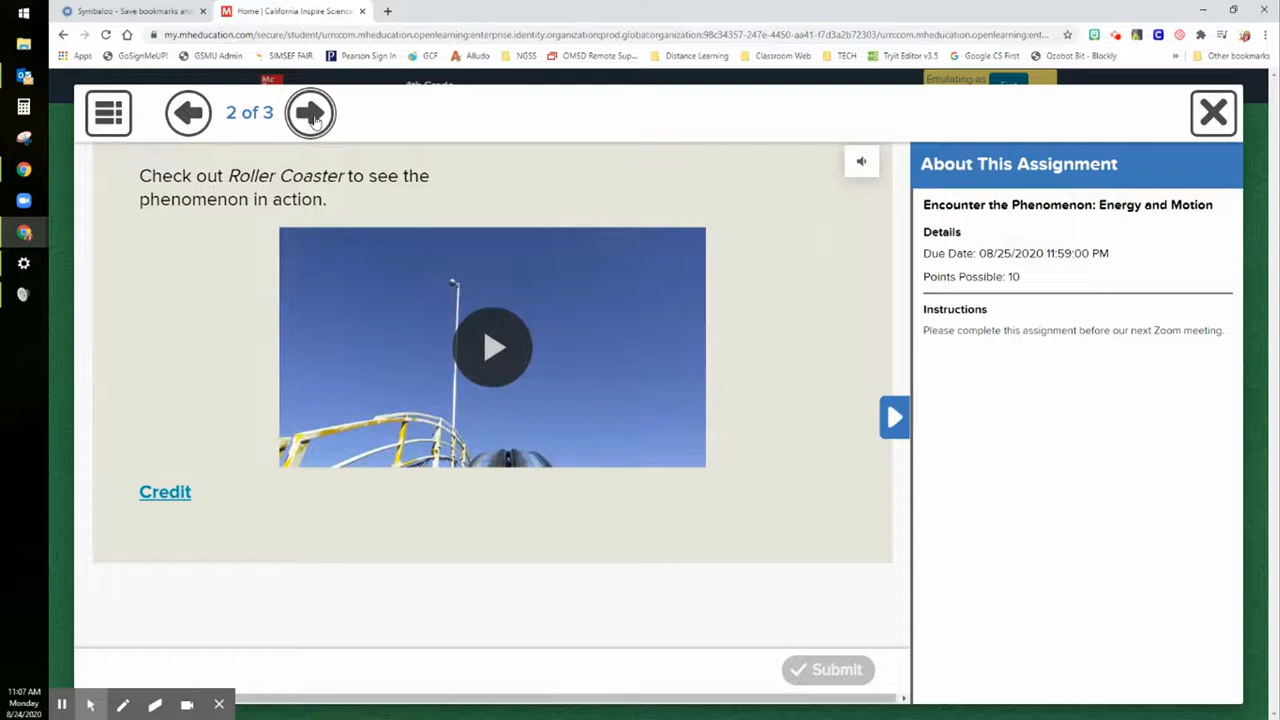 Symbaloo - Save bookmarks and
Home | California Inspire Science
my.mheducation.com/secure/student/urn:com.mheducation.openlearning:enterprise.identity.organization:prod.global:organization:98c34357-247e-4450-aa41-f7d3a2b72303/urn:com.mheducation.openlearning:ent...
Apps
GoSignMeUP!
GSMU Admin
SIMSEF FAIR
Pearson Sign In
GCF
Alludo
NGSS
OMSD Remote Sup...
Distance Learning
Classroom Web
TECH
Tryit Editor v3.5
Google CS First
Ozobot Bit - Blockly
Other bookmarks
Mc
Emulating as
2 of 3
Check out Roller Coaster to see the
phenomenon in action.
Credit
Submit
About This Assignment
Encounter the Phenomenon: Energy and Motion
Details
Due Date: 08/25/2020 11:59:00 PM
Points Possible: 10
Instructions
Please complete this assignment before our next Zoom meeting.
11:07 AM
Monday
8/24/2020